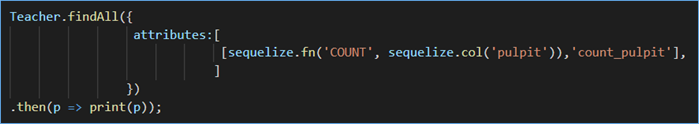 Teacher.findAll({
attributes:[
[sequelize.fn('COUNT', sequelize.col('pulpit')),'count_pulpit'],
]
})
.then(p => print(p));